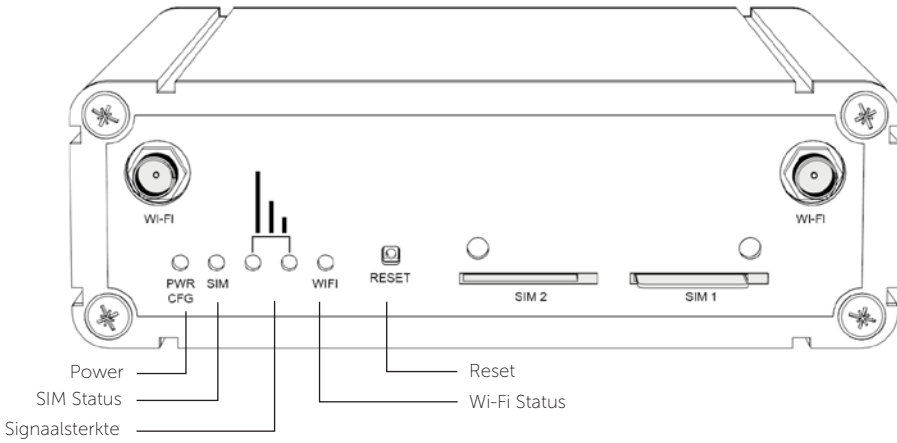 WI-FI
WI-FI
PWR
CFG
SIM
WIFI
RESET
SIM 2
SIM 1
Power
SIM Status
Signaalsterkte
Reset
Wi-Fi Status